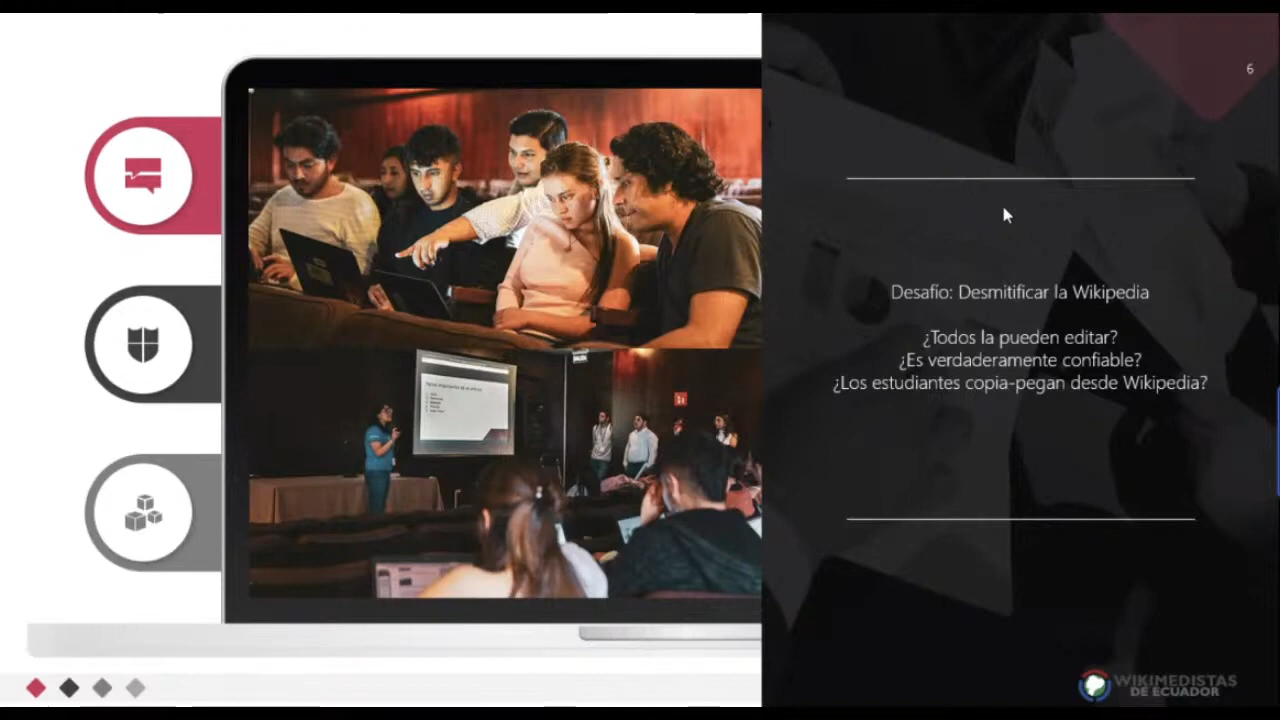 6
Desafío: Desmitificar la Wikipedia
¿Todos la pueden editar?
¿Es verdaderamente confiable?
¿Los estudiantes copia-pegan desde Wikipedia?
WIKIMEDISTAS
DE ECUADOR